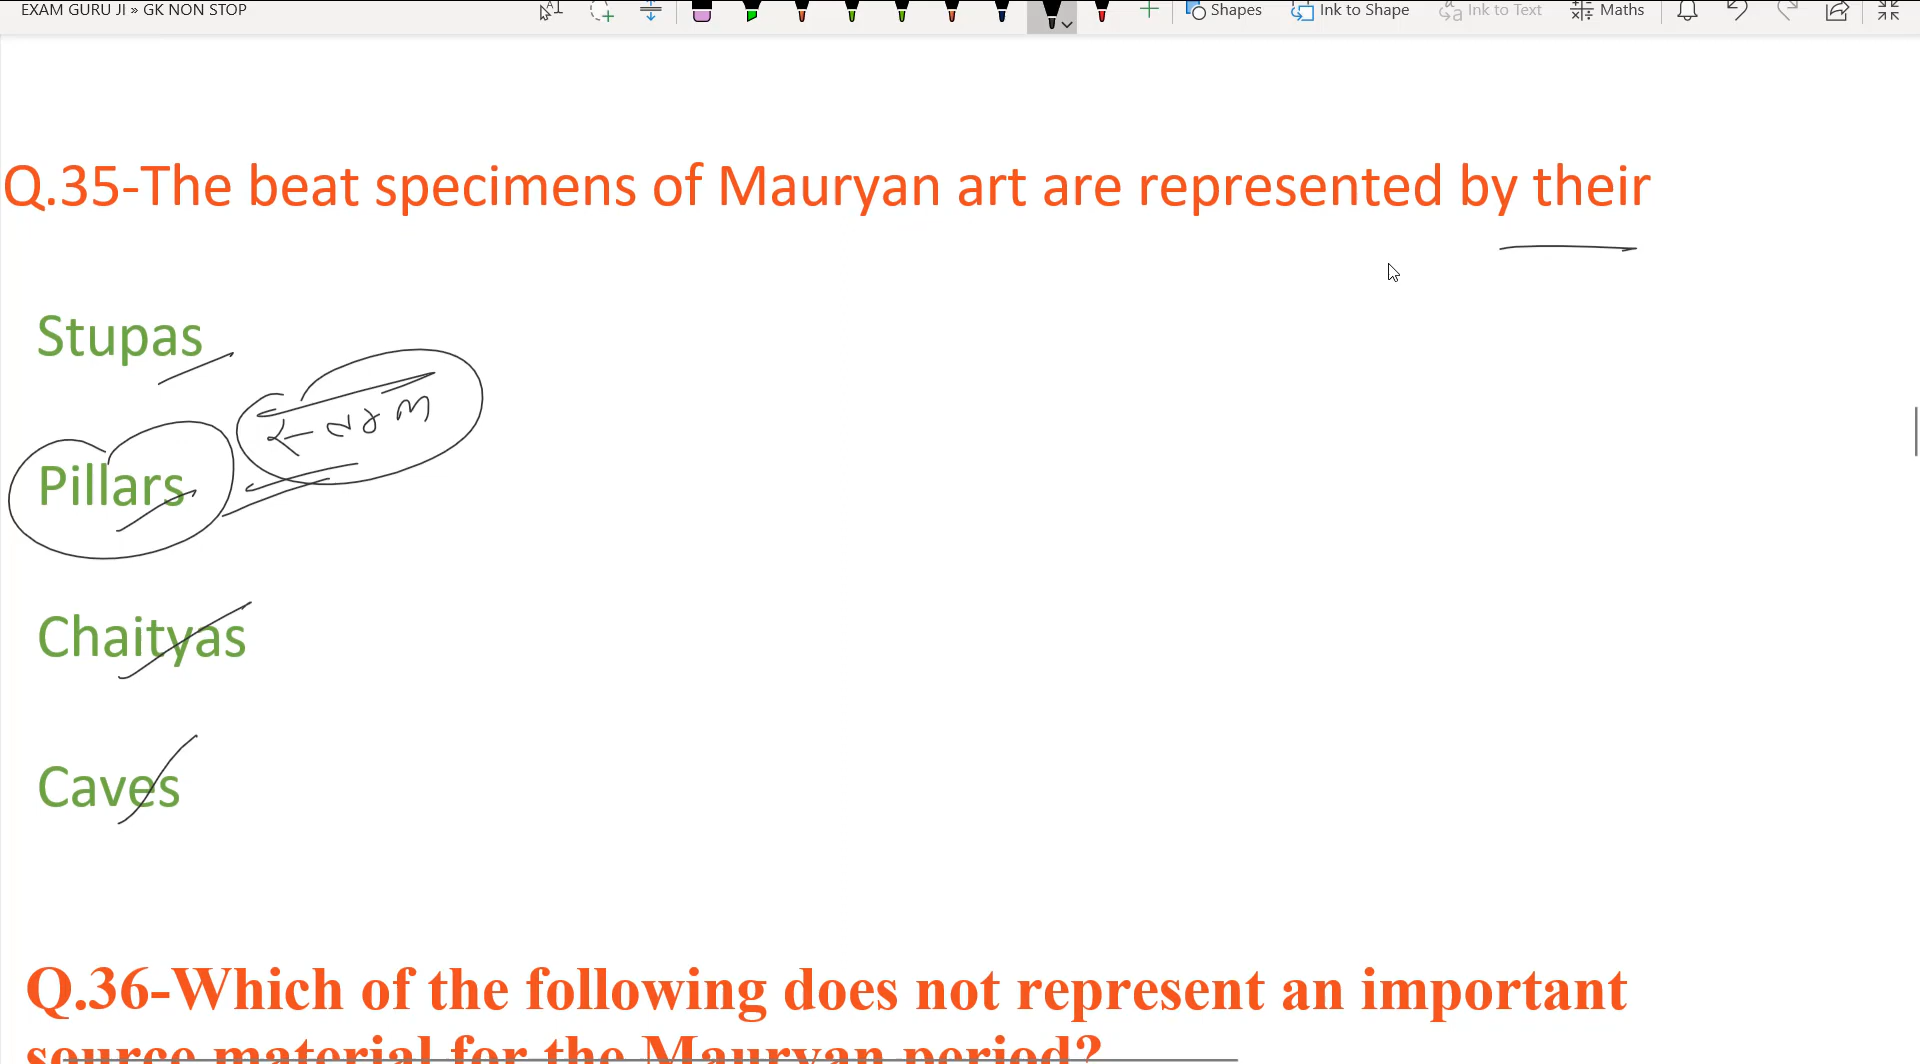 EXAM GURU JI » GK NON STOP
Shapes Ink to Shape Ink to Text Maths
Q.35-The beat specimens of Mauryan art are represented by their
Stupas
Pillars
Chaityas
Caves
Q.36-Which of the following does not represent an important
source material for the Mauryan period?